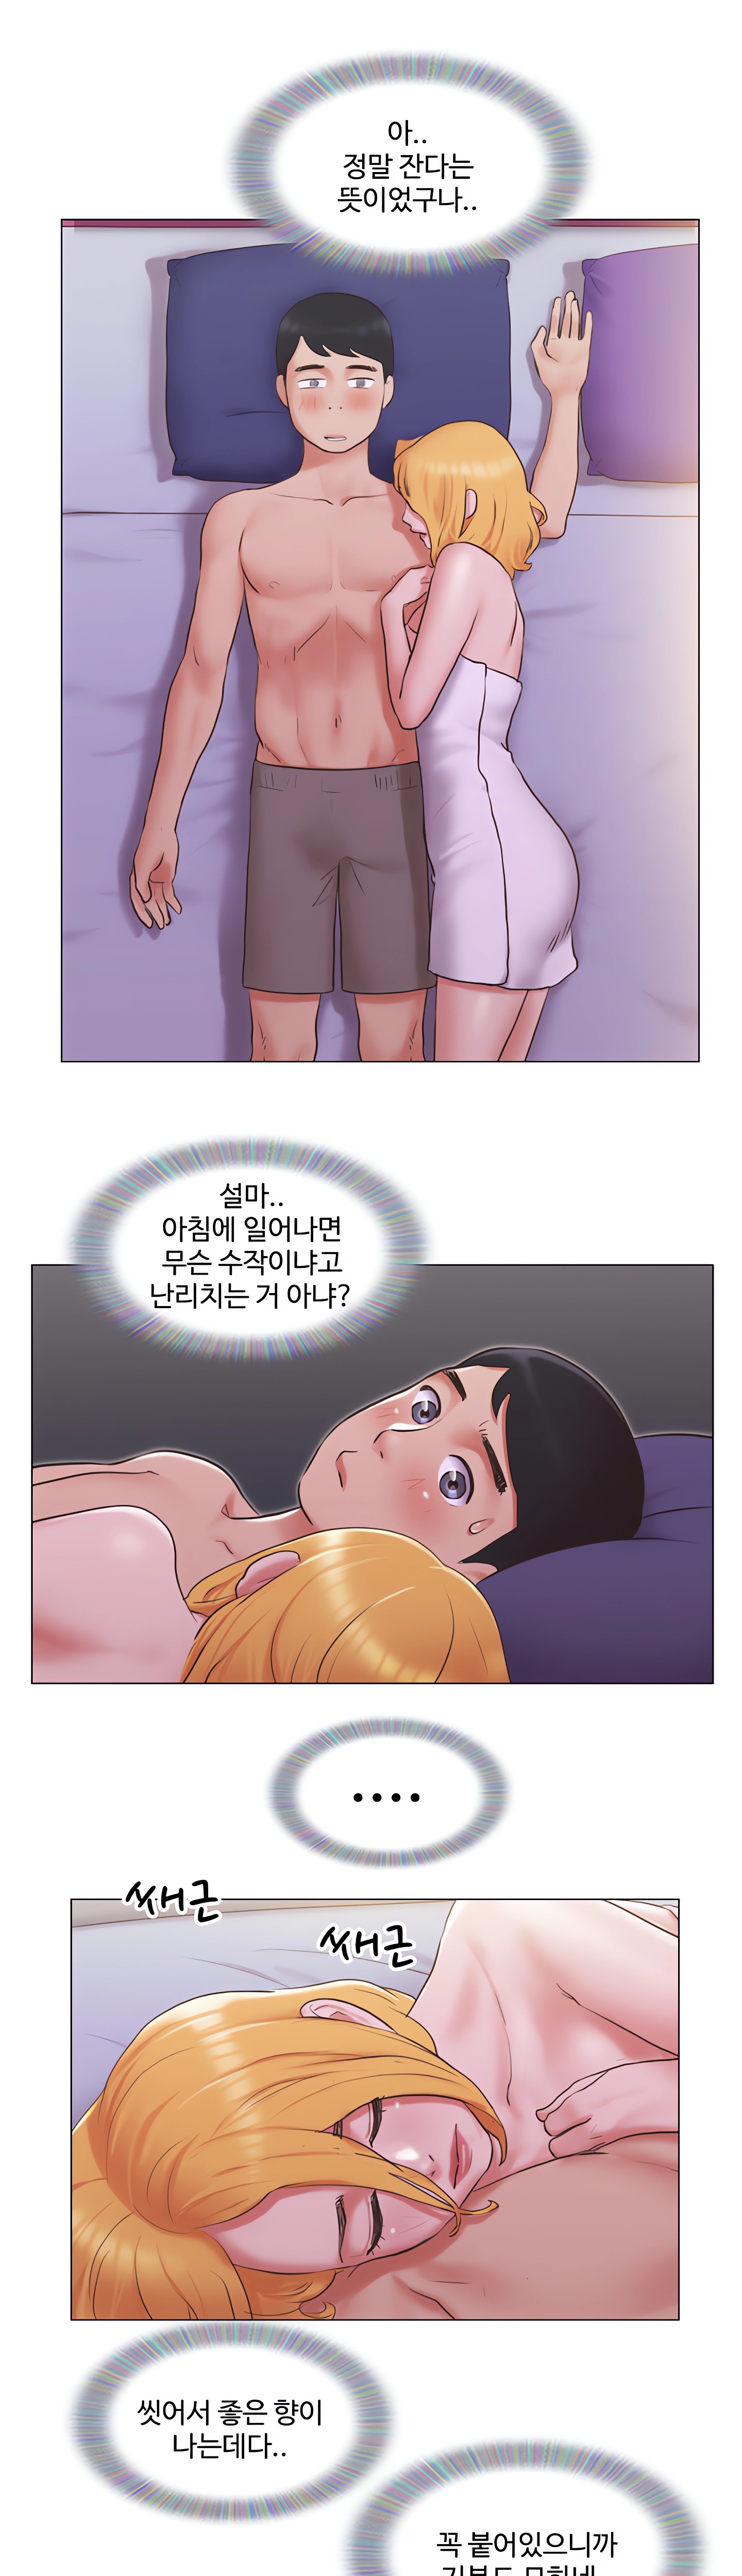 아..
정말 잔다는
뜻이었구나..
설마..
아침에 일어나면
무슨 수작이냐고
난리치는 거 아냐?
....
쌔근
쌔근
씻어서 좋은 향이
나는데다..
꼭 붙어있으니까